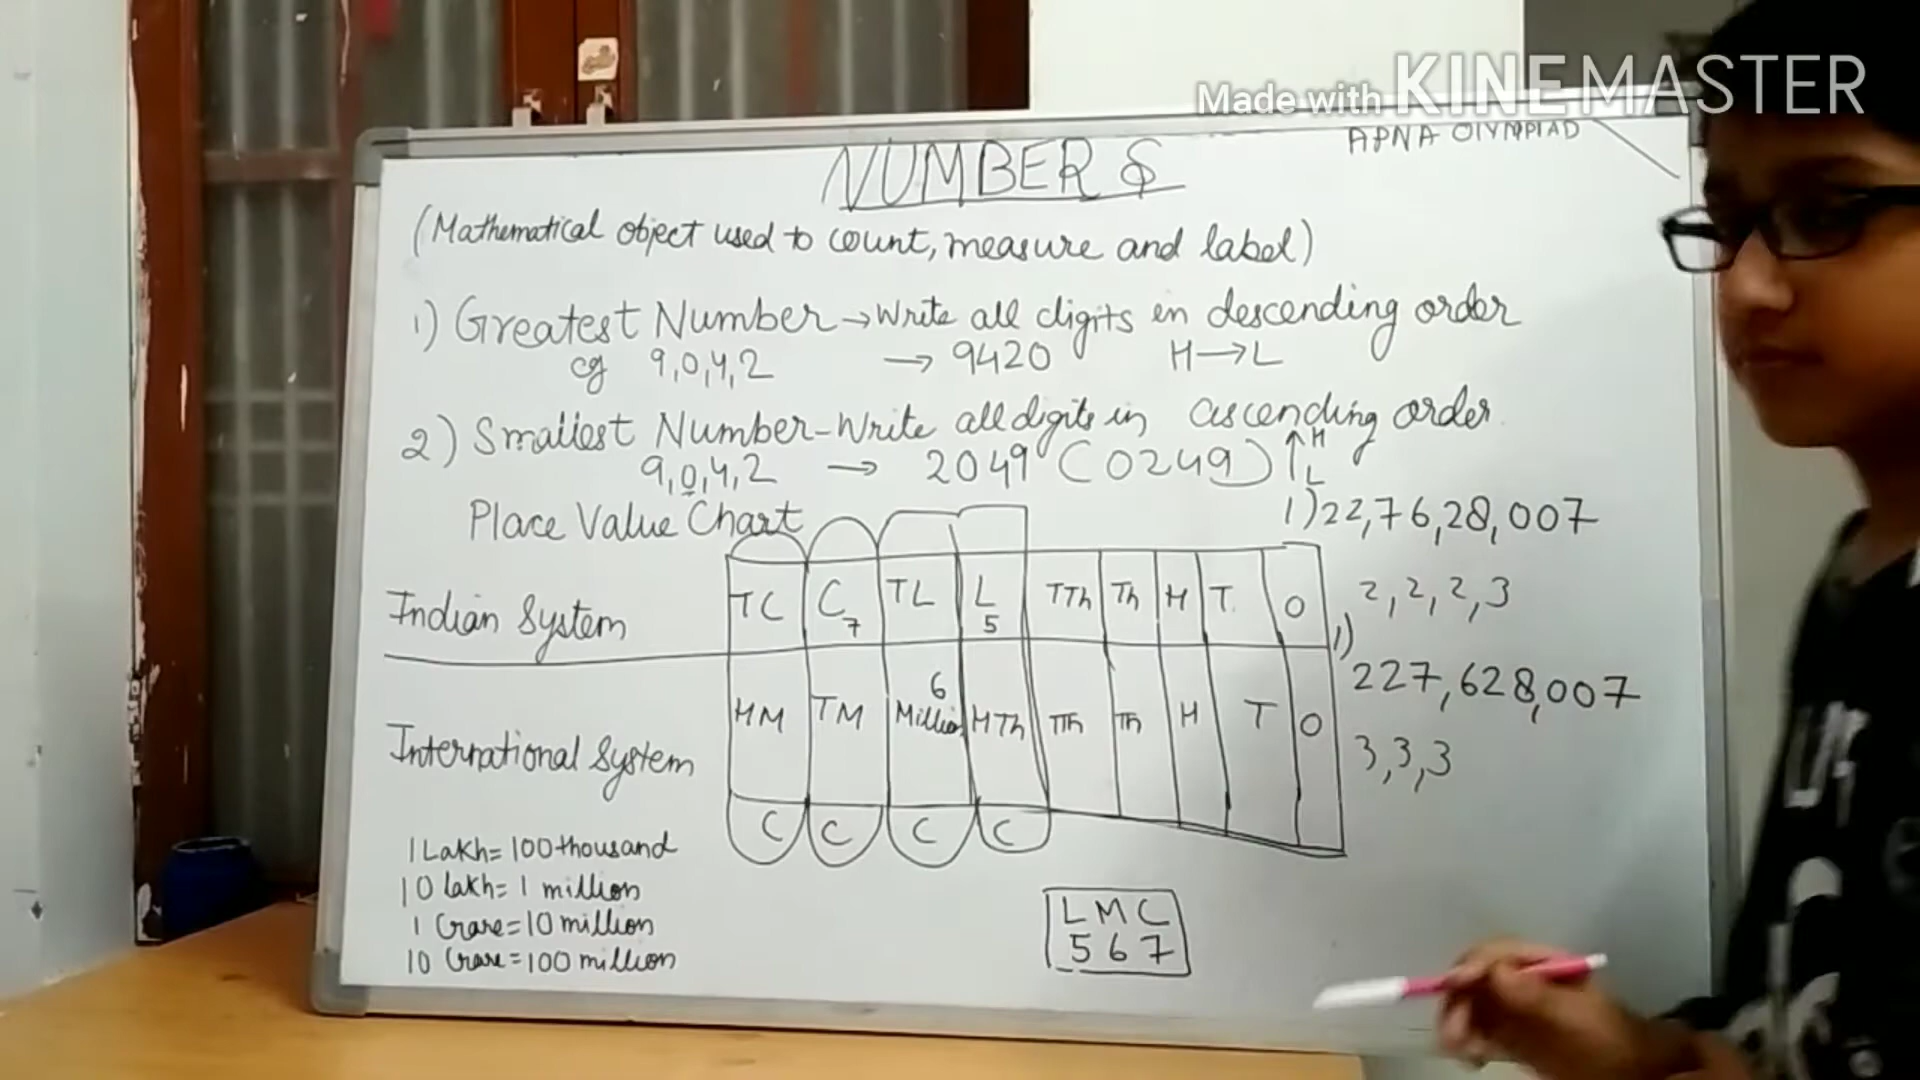 Made with KINEMASTER
APNA OLYMPIAD
NUMBERS
(Mathematical object used to count, measure and label)
1) Greatest Number → Write all digits in descending order
eg 9,0,4,2 → 9420 H→L
2) Smallest Number - Write all digits in ascending order
9,0,4,2 → 2049 (0249) ↑ H L
Place Value Chart
1) 22,76,28,007
Indian System TC C 7 TL L 5 TTh Th H T O
2,2,2,3
1) 227,628,007
International System HM TM 6 Million HTh TTh Th H T O
3,3,3
C C C C
1 Lakh = 100 thousand
10 lakh = 1 million
1 Crore = 10 million
10 Crore = 100 million
L M C
5 6 7